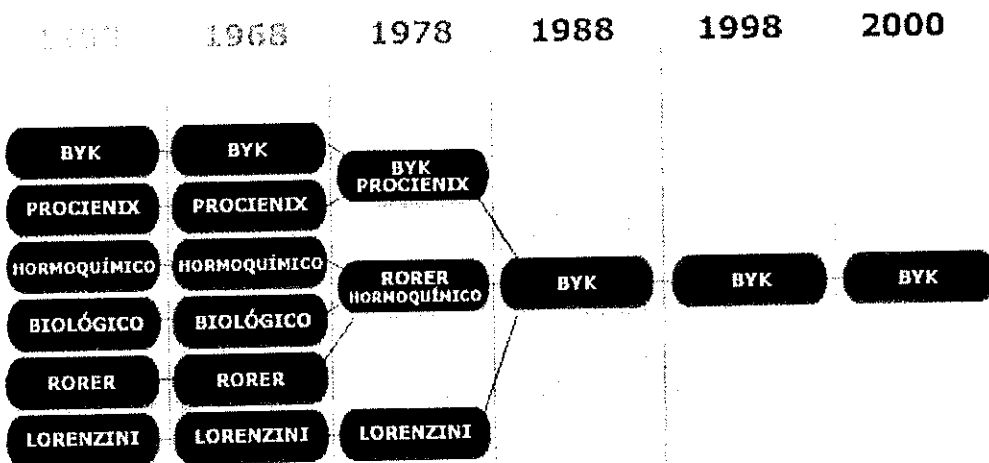 1968 1978 1988 1998 2000
BYK BYK
BYK
PROCIENIX
PROCIENIX PROCIENIX
HORMOQUÍMICO HORMOQUÍMICO
RORER
HORMOQUÍNICO
BYK BYK BYK
BIOLÓGICO BIOLÓGICO
RORER RORER
LORENZINI LORENZINI LORENZINI